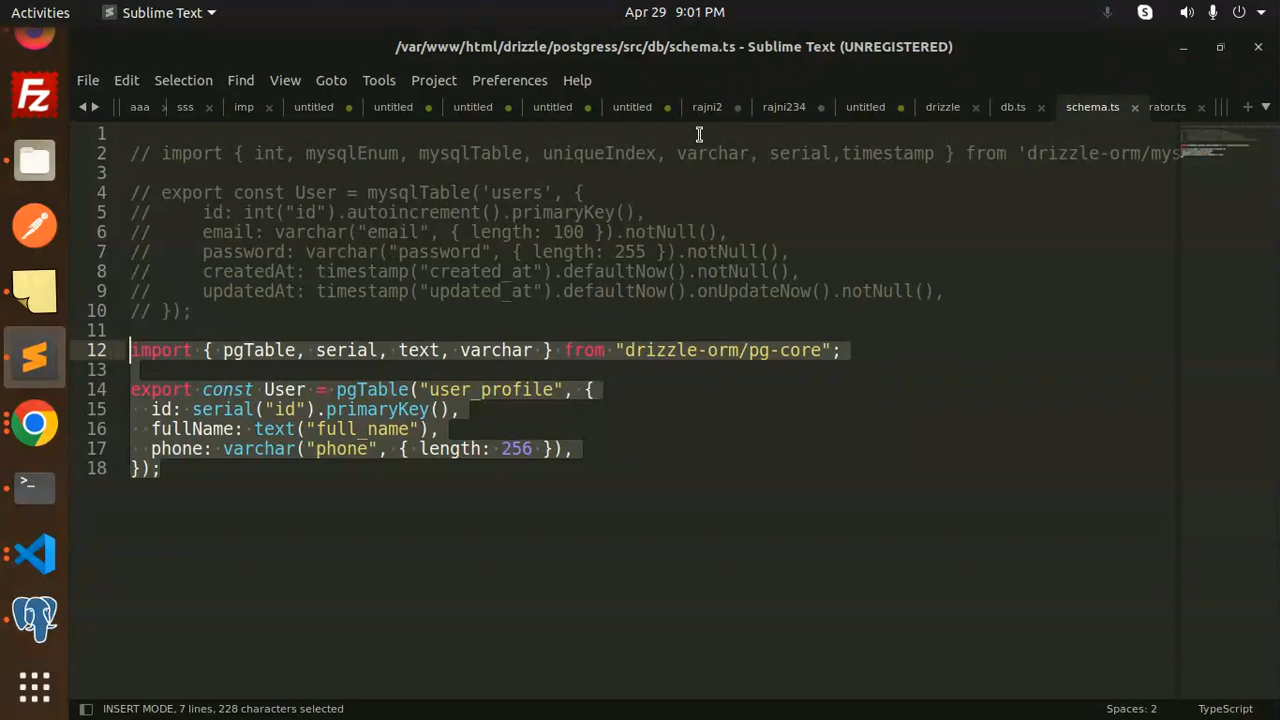 Activities
Sublime Text
Apr 29 9:01 PM
/var/www/html/drizzle/postgress/src/db/schema.ts - Sublime Text (UNREGISTERED)
File Edit Selection Find View Goto Tools Project Preferences Help
aaa sss imp untitled untitled untitled untitled untitled rajni2 rajni234 untitled drizzle db.ts schema.ts rator.ts
1
2 // import { int, mysqlEnum, mysqlTable, uniqueIndex, varchar, serial,timestamp } from 'drizzle-orm/mys
3
4 // export const User = mysqlTable('users', {
5 //     id: int("id").autoincrement().primaryKey(),
6 //     email: varchar("email", { length: 100 }).notNull(),
7 //     password: varchar("password", { length: 255 }).notNull(),
8 //     createdAt: timestamp("created_at").defaultNow().notNull(),
9 //     updatedAt: timestamp("updated_at").defaultNow().onUpdateNow().notNull(),
10 // });
11
12 import { pgTable, serial, text, varchar } from "drizzle-orm/pg-core";
13
14 export const User = pgTable("user_profile", {
15   id: serial("id").primaryKey(),
16   fullName: text("full_name"),
17   phone: varchar("phone", { length: 256 }),
18 });
INSERT MODE, 7 lines, 228 characters selected
Spaces: 2
TypeScript